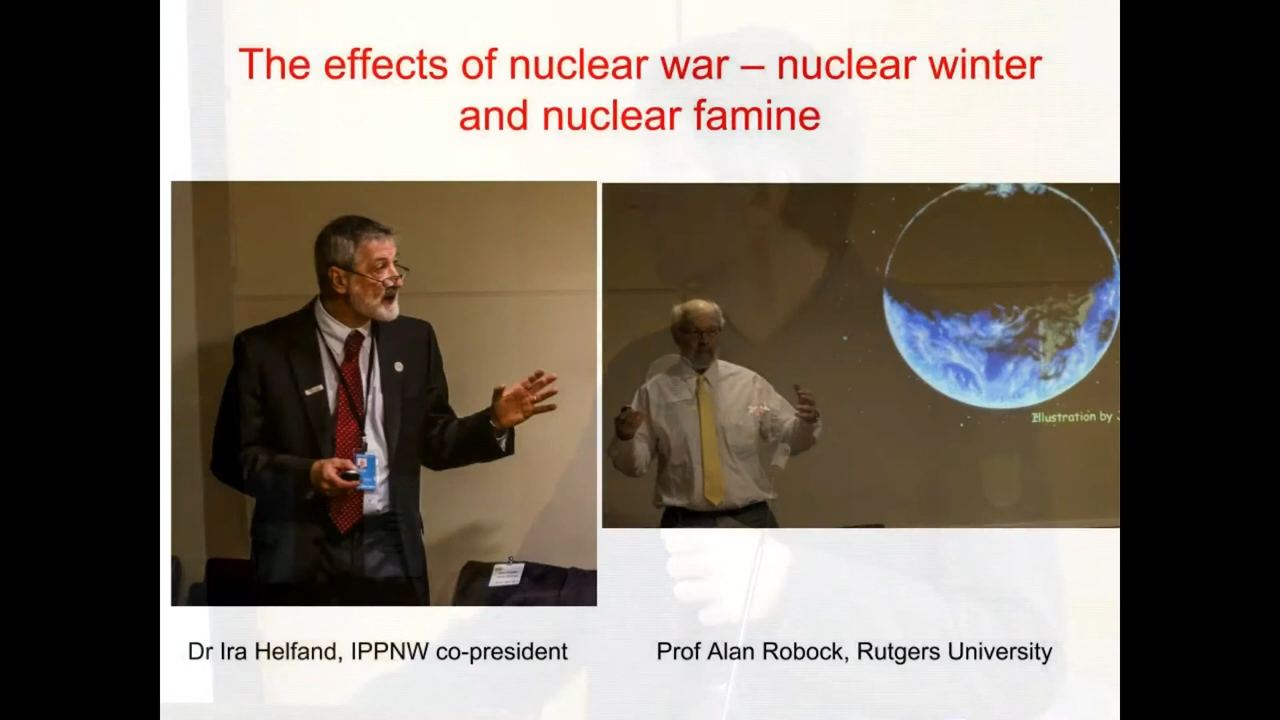 The effects of nuclear war – nuclear winter
and nuclear famine
Illustration by
Dr Ira Helfand, IPPNW co-president
Prof Alan Robock, Rutgers University